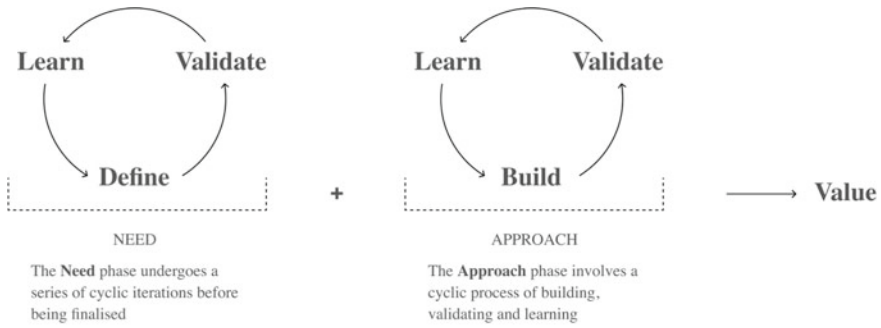 Learn
Validate
Define
Learn
Validate
Build
+
Value
NEED
The Need phase undergoes a
series of cyclic iterations before
being finalised
APPROACH
The Approach phase involves a
cyclic process of building,
validating and learning